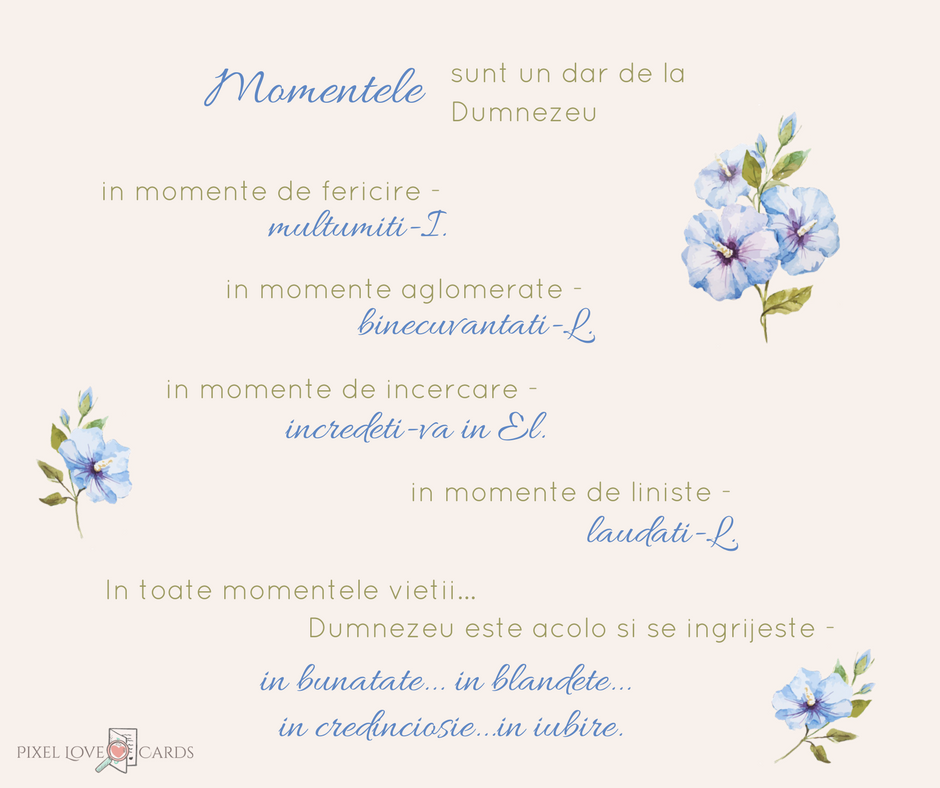 Momentele sunt un dar de la
Dumnezeu
in momente de fericire -
multumiti-I.
in momente aglomerate -
binecuvantati-L.
in momente de incercare -
incredeti-va in El.
in momente de liniste -
laudati-L.
In toate momentele vietii...
Dumnezeu este acolo si se ingrijeste -
in bunatate... in blandete...
in credinciosie...in iubire.
PIXEL LOVE CARDS